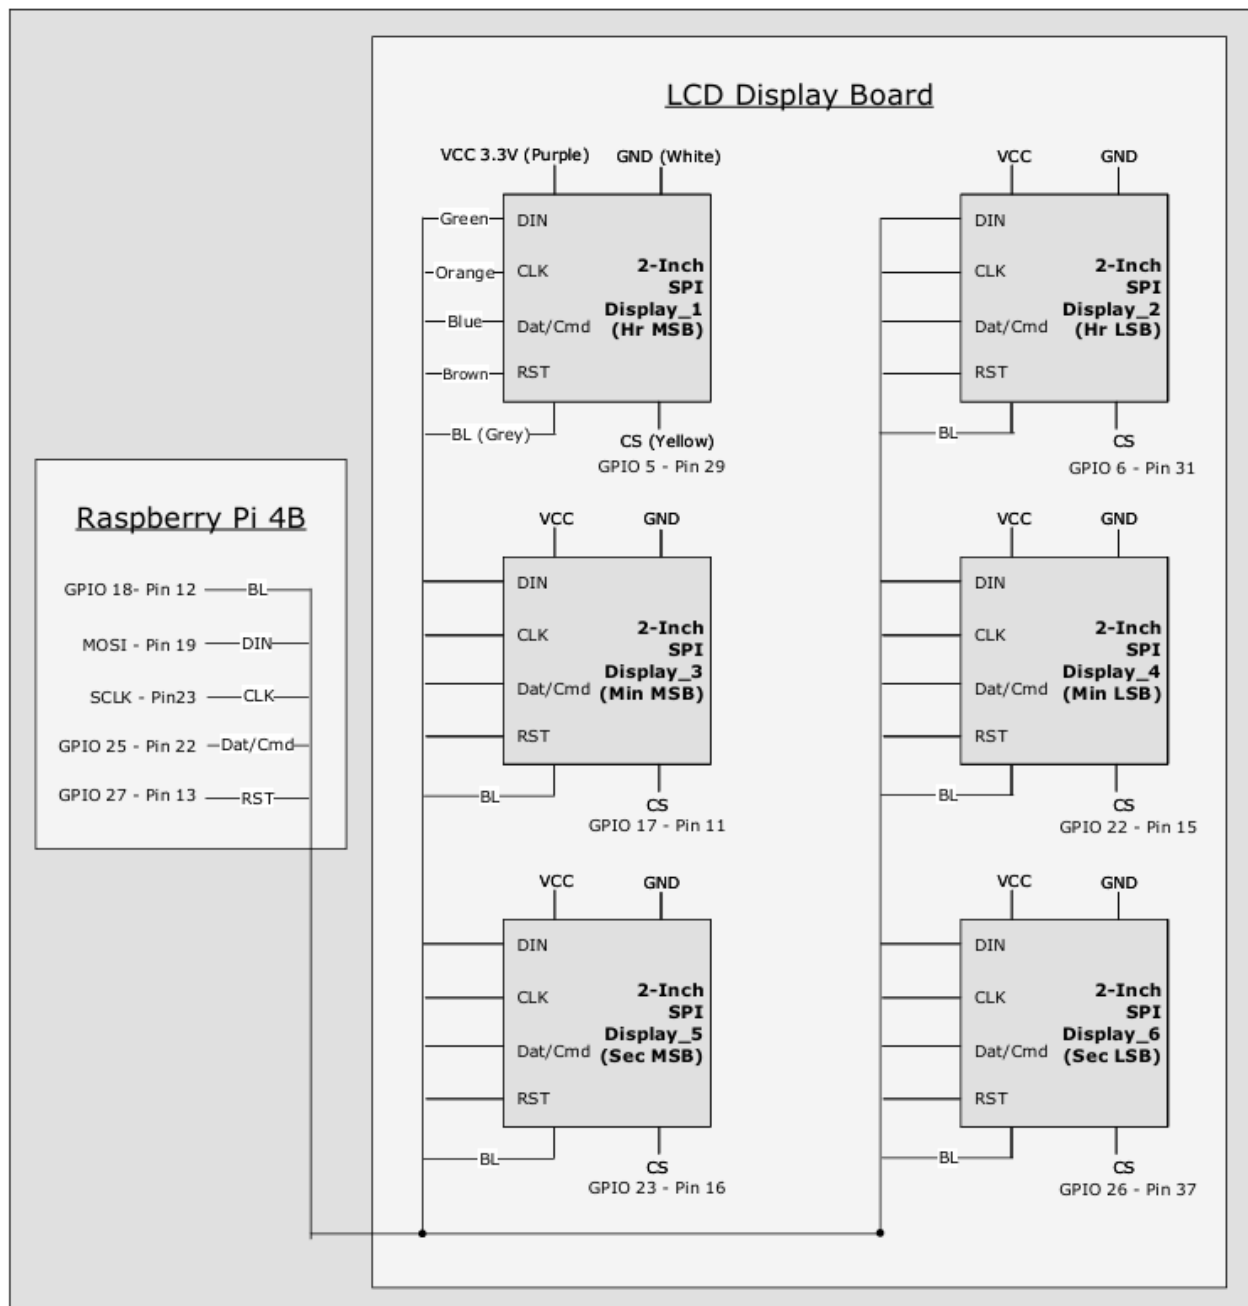 LCD Display Board
VCC 3.3V (Purple)
GND (White)
Green
DIN
Orange
CLK
2-Inch
SPI
Display_1
(Hr MSB)
Blue
Dat/Cmd
Brown
RST
BL (Grey)
CS (Yellow)
GPIO 5 - Pin 29
VCC
GND
DIN
CLK
2-Inch
SPI
Display_2
(Hr LSB)
Dat/Cmd
RST
BL
CS
GPIO 6 - Pin 31
Raspberry Pi 4B
GPIO 18- Pin 12 BL
MOSI - Pin 19 DIN
SCLK - Pin23 CLK
GPIO 25 - Pin 22 Dat/Cmd
GPIO 27 - Pin 13 RST
VCC
GND
DIN
CLK
2-Inch
SPI
Display_3
(Min MSB)
Dat/Cmd
RST
BL
CS
GPIO 17 - Pin 11
VCC
GND
DIN
CLK
2-Inch
SPI
Display_4
(Min LSB)
Dat/Cmd
RST
BL
CS
GPIO 22 - Pin 15
VCC
GND
DIN
CLK
2-Inch
SPI
Display_5
(Sec MSB)
Dat/Cmd
RST
BL
CS
GPIO 23 - Pin 16
VCC
GND
DIN
CLK
2-Inch
SPI
Display_6
(Sec LSB)
Dat/Cmd
RST
BL
CS
GPIO 26 - Pin 37